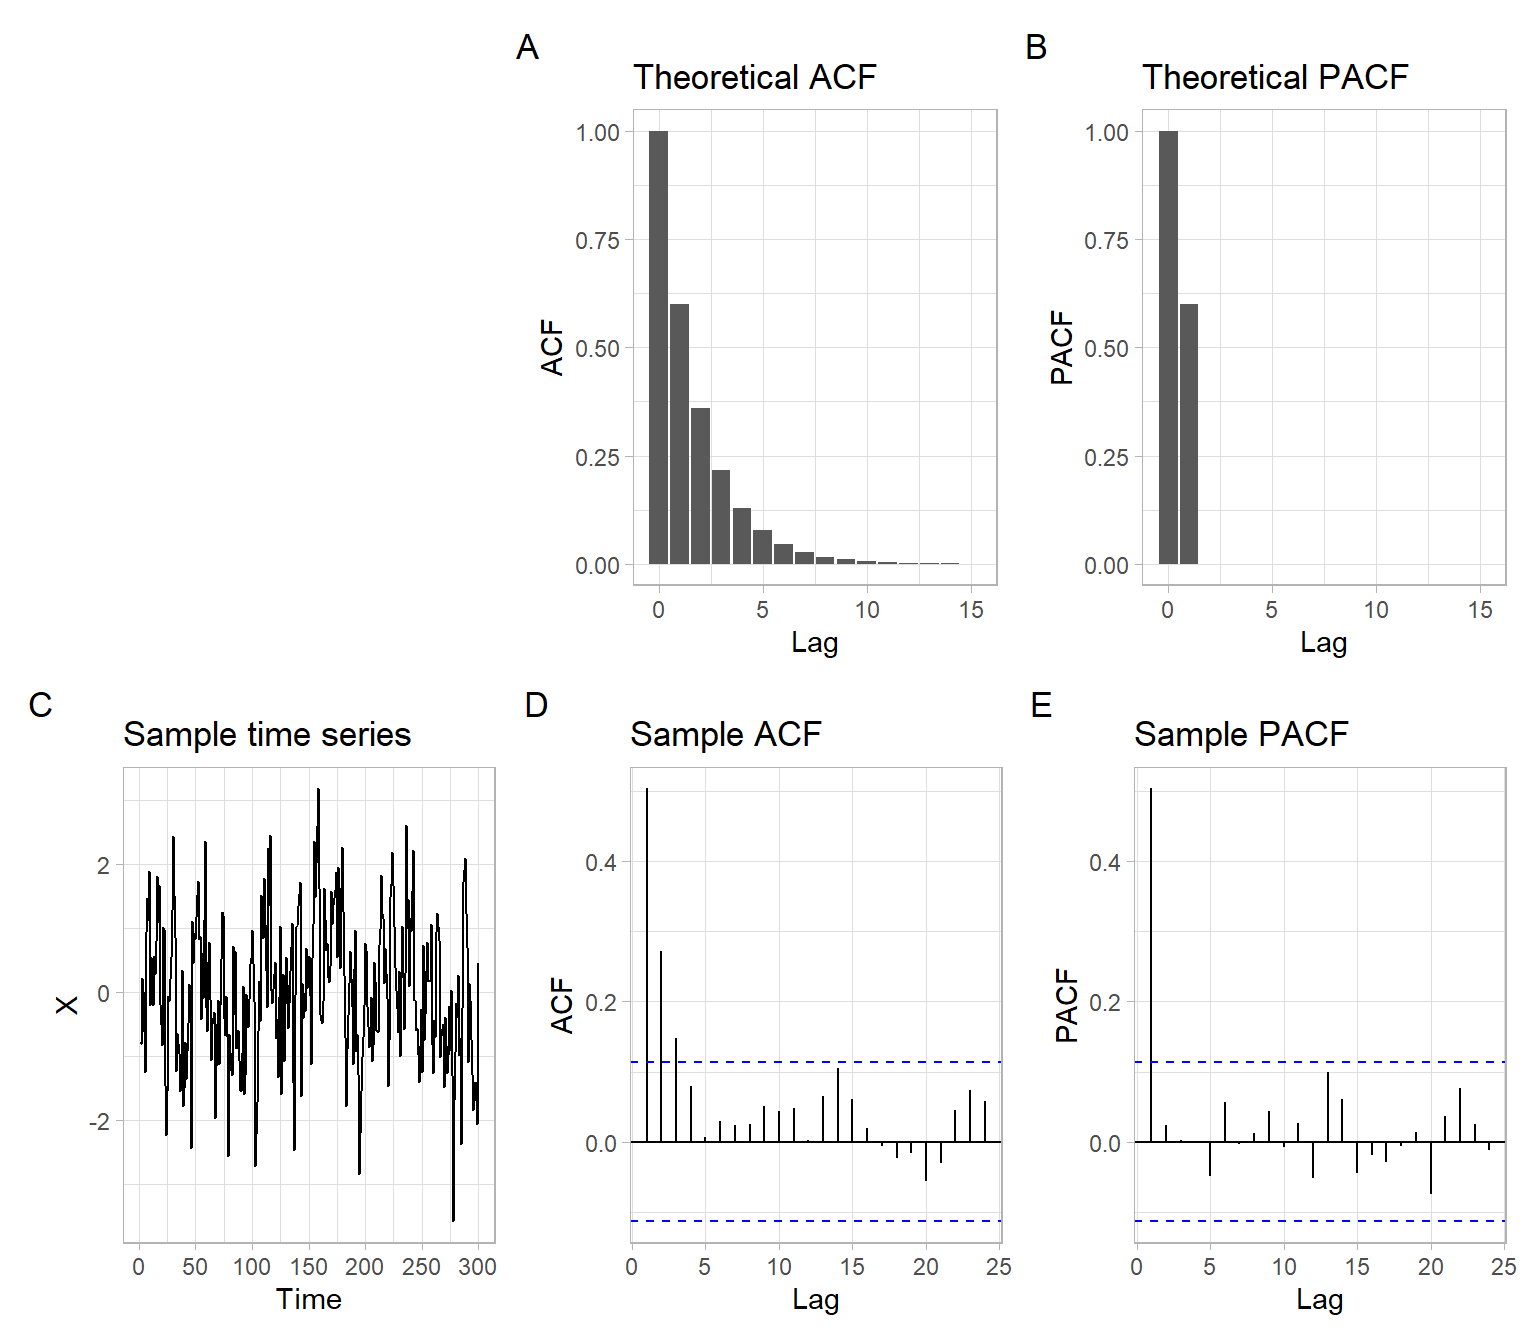 A
Theoretical ACF
1.00
0.75
0.50
0.25
0.00
ACF
0 5 10 15
Lag
B
Theoretical PACF
1.00
0.75
0.50
0.25
0.00
PACF
0 5 10 15
Lag
C
Sample time series
2
0
-2
X
0 50 100 150 200 250 300
Time
D
Sample ACF
0.4
0.2
0.0
ACF
0 5 10 15 20 25
Lag
E
Sample PACF
0.4
0.2
0.0
PACF
0 5 10 15 20 25
Lag